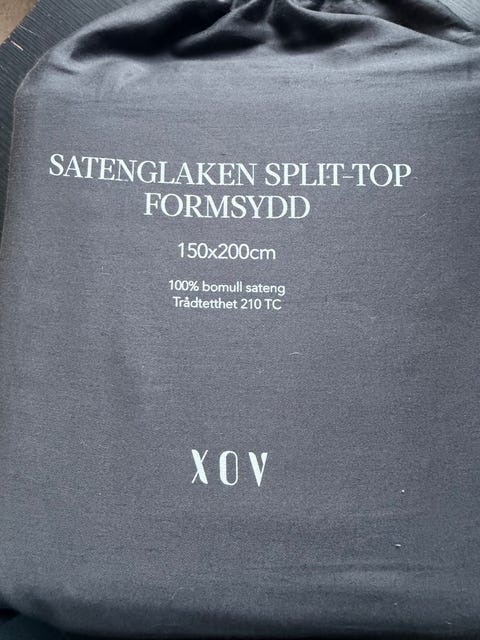 SATENGLAKEN SPLIT-TOP
FORMSYDD
150x200cm
100% bomull sateng
Trådtetthet 210 TC
XOV